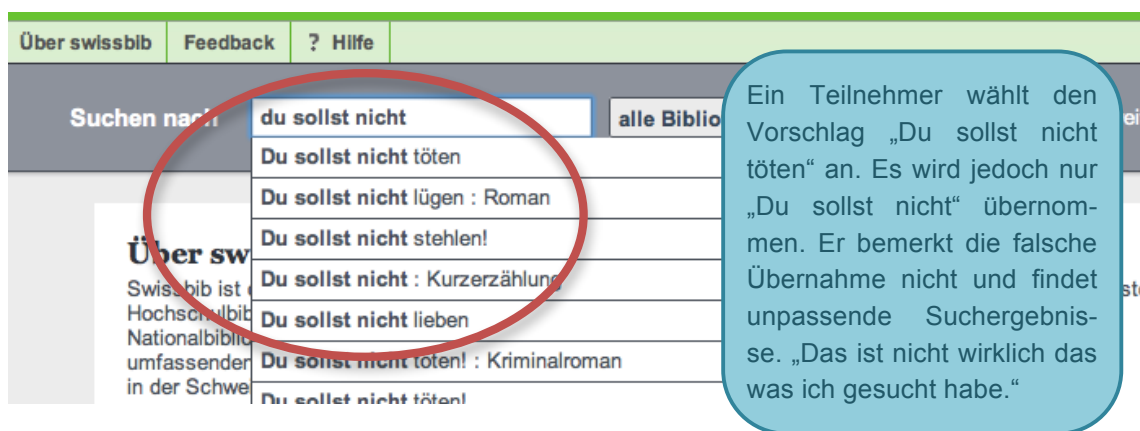 Über swissbib Feedback ? Hilfe
Suchen nach du sollst nicht alle Biblio
Du sollst nicht töten
Du sollst nicht lügen : Roman
Du sollst nicht stehlen!
Du sollst nicht : Kurzerzählung
Du sollst nicht lieben
Du sollst nicht töten! : Kriminalroman
Du sollst nicht töten!
Über sw
Swissbib ist
Hochschulbib
Nationalbiblio
umfassender
in der Schwei
Ein Teilnehmer wählt den
Vorschlag „Du sollst nicht
töten“ an. Es wird jedoch nur
„Du sollst nicht“ übernom-
men. Er bemerkt die falsche
Übernahme nicht und findet
unpassende Suchergebnis-
se. „Das ist nicht wirklich das
was ich gesucht habe.“